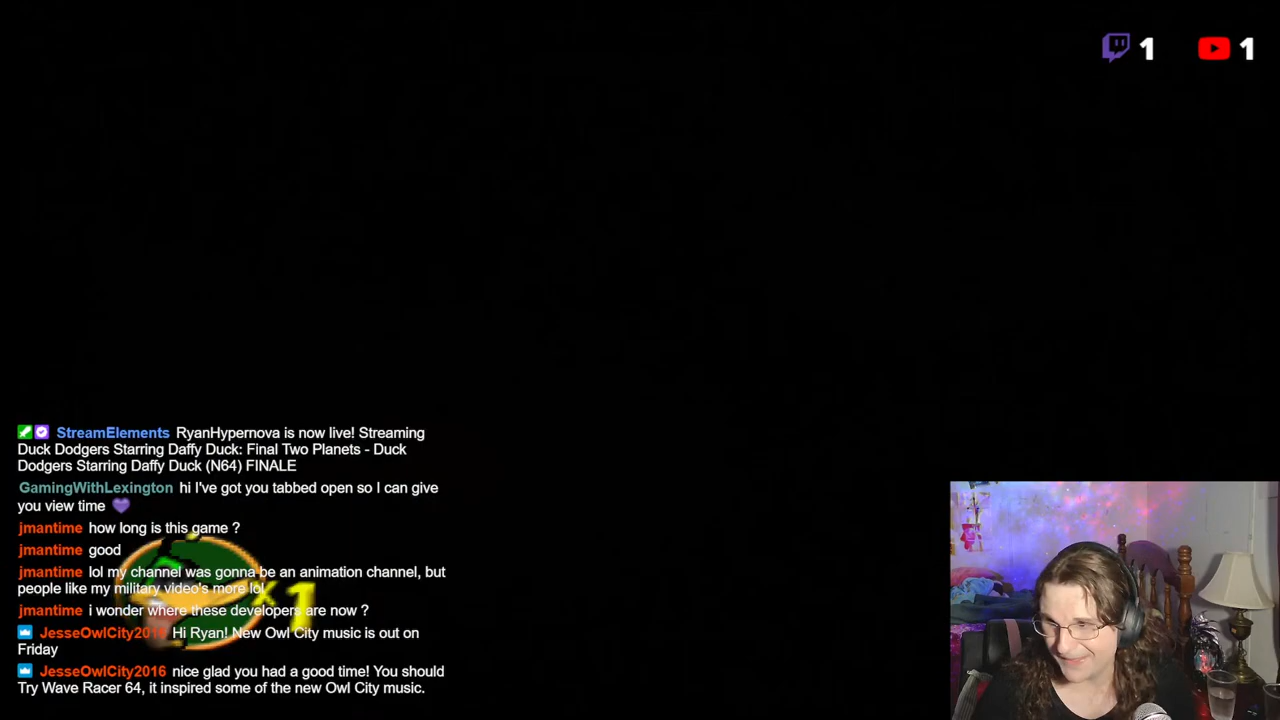 1 1
StreamElements RyanHypernova is now live! Streaming
Duck Dodgers Starring Daffy Duck: Final Two Planets - Duck
Dodgers Starring Daffy Duck (N64) FINALE
GamingWithLexington hi I've got you tabbed open so I can give
you view time
jmantime how long is this game ?
jmantime good
jmantime lol my channel was gonna be an animation channel, but
people like my military video's more lol
jmantime i wonder where these developers are now ?
x1
JesseOwlCity2016 Hi Ryan! New Owl City music is out on
Friday
JesseOwlCity2016 nice glad you had a good time! You should
Try Wave Racer 64, it inspired some of the new Owl City music.